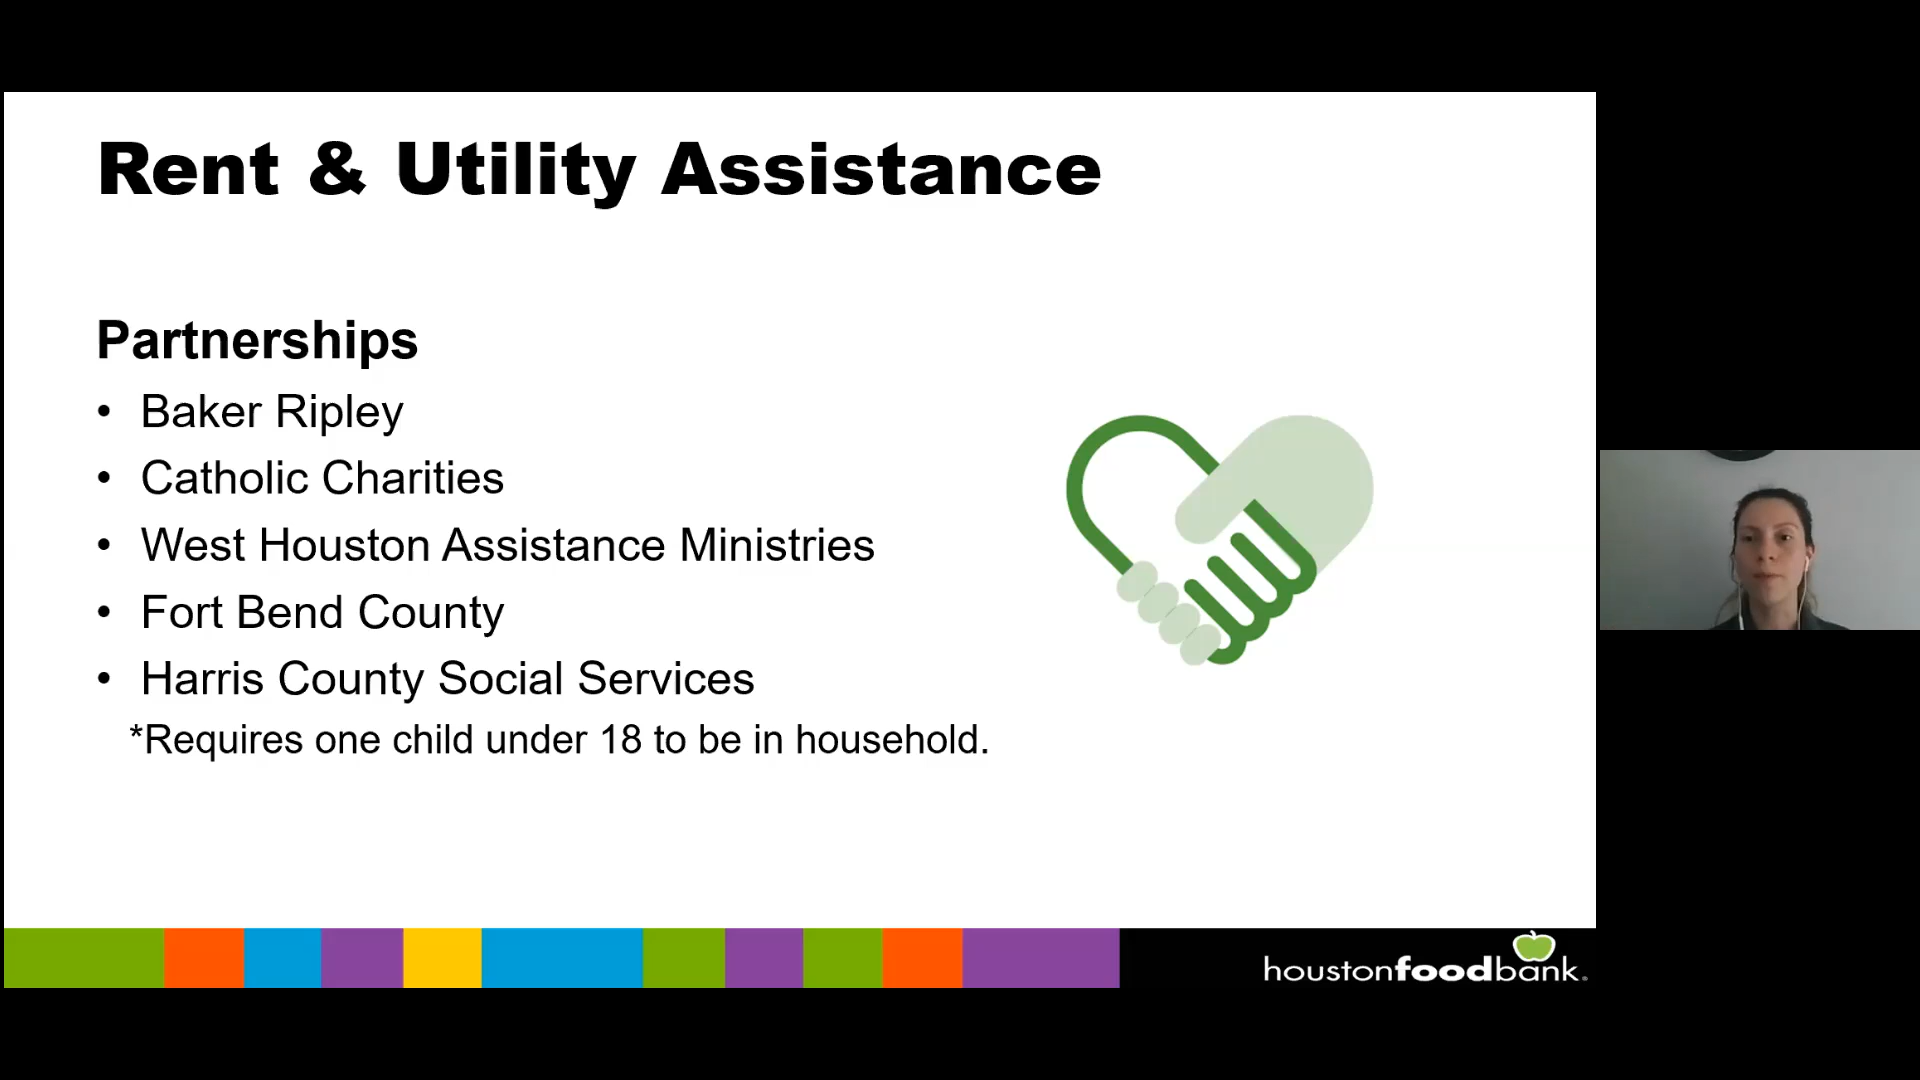 Rent & Utility Assistance
Partnerships
• Baker Ripley
• Catholic Charities
• West Houston Assistance Ministries
• Fort Bend County
• Harris County Social Services
*Requires one child under 18 to be in household.
houstonfoodbank.